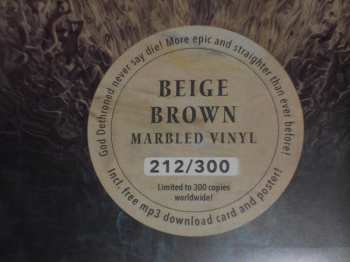 God Dethroned never say die! More epic and straighter than ever before!
BEIGE
BROWN
MARBLED VINYL
212/300
Limited to 300 copies
worldwide!
Incl. free mp3 download card and poster!